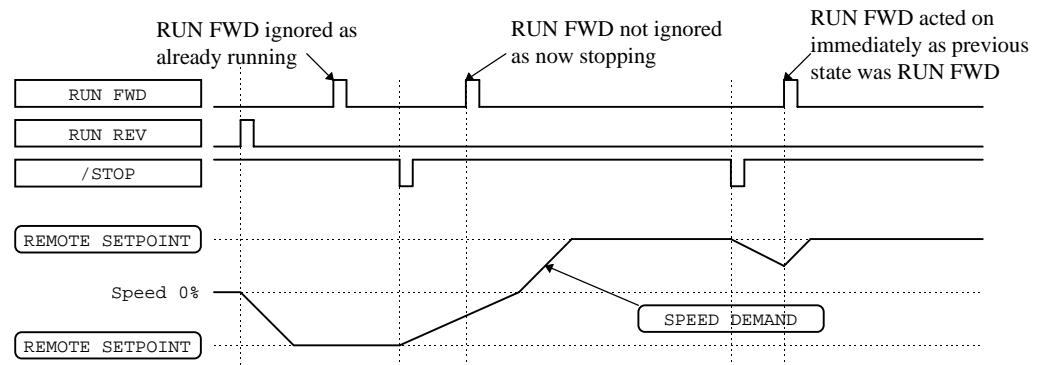 RUN FWD ignored as
already running
RUN FWD not ignored
as now stopping
RUN FWD acted on
immediately as previous
state was RUN FWD
RUN FWD
RUN REV
/STOP
REMOTE SETPOINT
Speed 0%
SPEED DEMAND
REMOTE SETPOINT